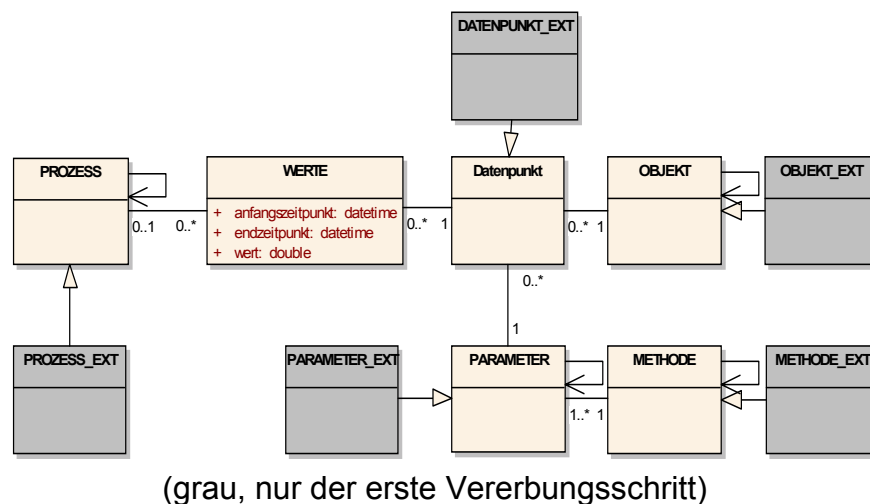 DATENPUNKT_EXT
PROZESS
WERTE
Datenpunkt
OBJEKT
OBJEKT_EXT
+ anfangszeitpunkt: datetime
+ endzeitpunkt: datetime
+ wert: double
0..1
0..*
0..*
1
0..*
1
0..*
1
PROZESS_EXT
PARAMETER_EXT
PARAMETER
METHODE
METHODE_EXT
1..*
1
(grau, nur der erste Vererbungsschritt)